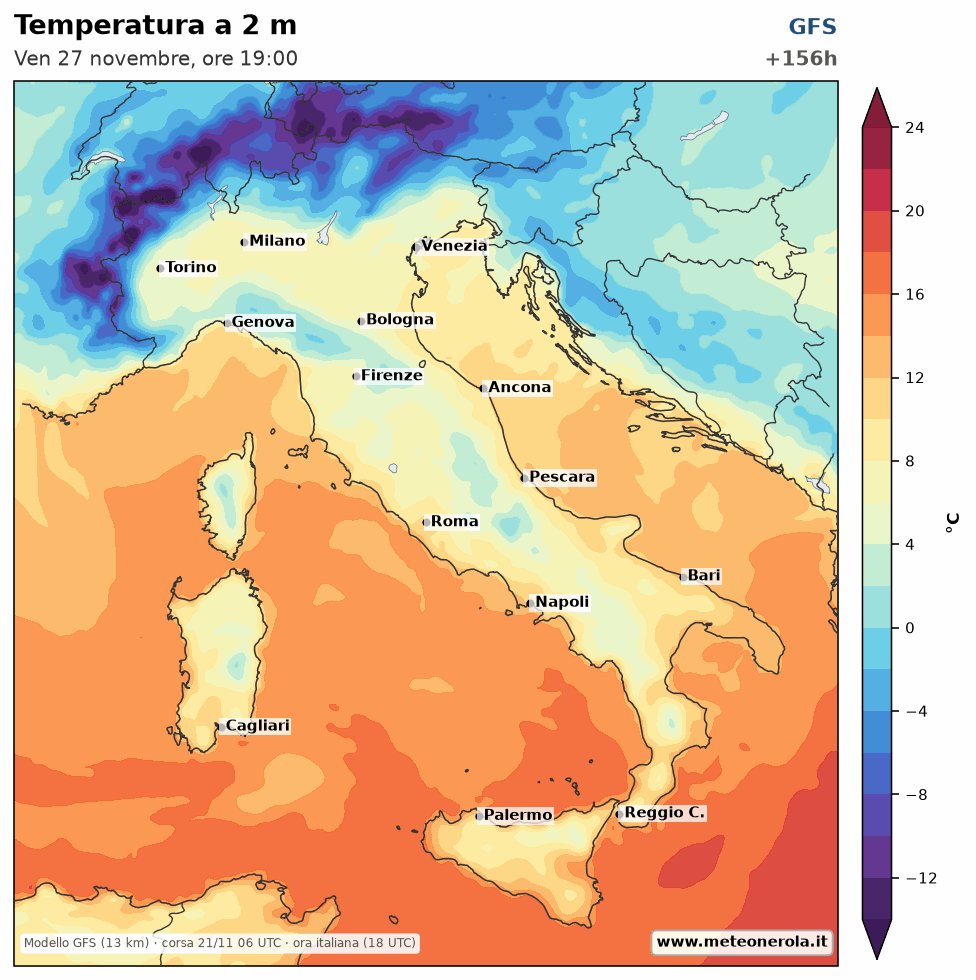 Temperatura a 2 m
GFS
Ven 27 novembre, ore 19:00
+156h
Milano
Venezia
Torino
Genova
Bologna
Firenze
Ancona
Pescara
Roma
Bari
Napoli
Cagliari
Palermo
Reggio C.
24
20
16
12
8
4
0
−4
−8
−12
°C
Modello GFS (13 km) · corsa 21/11 06 UTC · ora italiana (18 UTC)
www.meteonerola.it